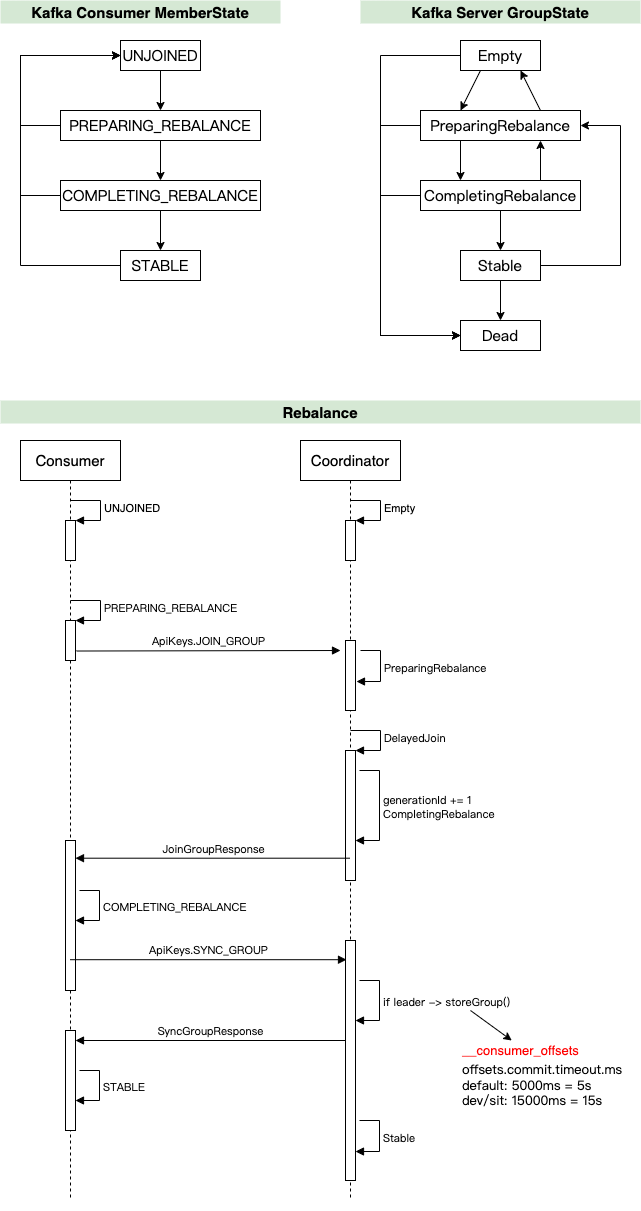 Kafka Consumer MemberState
Kafka Server GroupState
UNJOINED
PREPARING_REBALANCE
COMPLETING_REBALANCE
STABLE
Empty
PreparingRebalance
CompletingRebalance
Stable
Dead
Rebalance
Consumer
Coordinator
UNJOINED
Empty
PREPARING_REBALANCE
ApiKeys.JOIN_GROUP
PreparingRebalance
DelayedJoin
generationId += 1
CompletingRebalance
JoinGroupResponse
COMPLETING_REBALANCE
ApiKeys.SYNC_GROUP
if leader -> storeGroup()
SyncGroupResponse
__consumer_offsets
offsets.commit.timeout.ms
default: 5000ms = 5s
dev/sit: 15000ms = 15s
STABLE
Stable